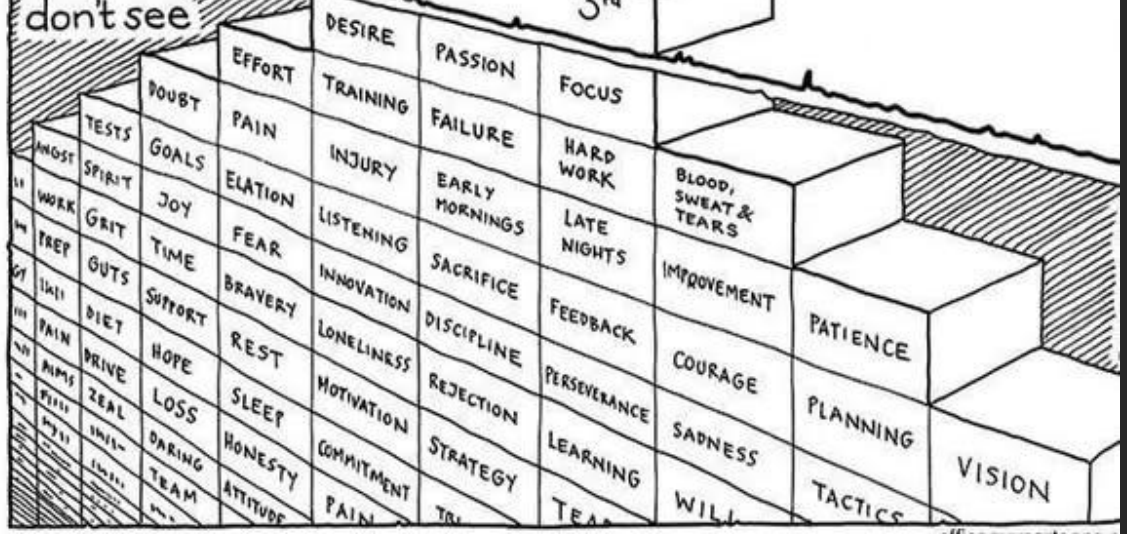 don't see
3rd
DESIRE
PASSION
FOCUS
EFFORT
TRAINING
FAILURE
HARD
WORK
BLOOD,
SWEAT &
TEARS
DOUBT
PAIN
INJURY
EARLY
MORNINGS
LATE
NIGHTS
IMPROVEMENT
PATIENCE
TESTS
GOALS
ELATION
LISTENING
SACRIFICE
FEEDBACK
COURAGE
PLANNING
VISION
ANGST
SPIRIT
JOY
FEAR
INNOVATION
DISCIPLINE
PERSEVERANCE
SADNESS
TACTICS
WORK
GRIT
TIME
BRAVERY
LONELINESS
REJECTION
LEARNING
WILL
PREP
GUTS
SUPPORT
REST
MOTIVATION
STRATEGY
DIET
HOPE
SLEEP
COMMITMENT
PAIN
DRIVE
LOSS
HONESTY
PAIN
AIMS
ZEAL
DARING
ATTITUDE
TEAM